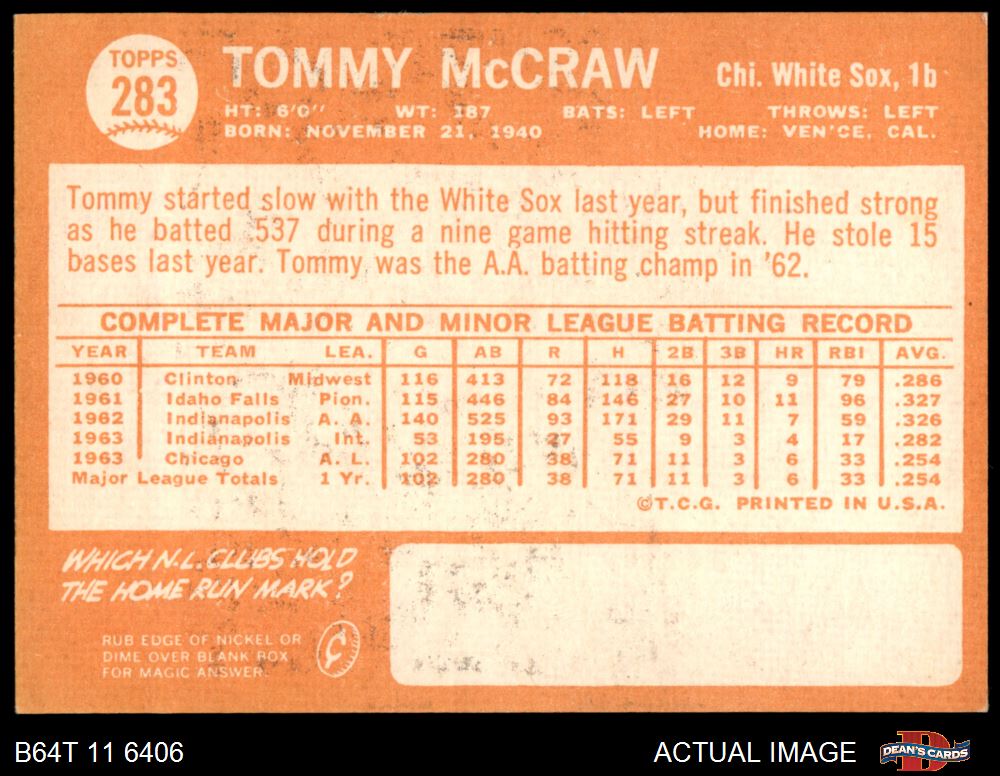 TOPPS
283
TOMMY McCRAW
Chi. White Sox, 1b
HT: 6'0" WT: 187 BATS: LEFT THROWS: LEFT
BORN: NOVEMBER 21, 1940 HOME: VEN'CE, CAL.
Tommy started slow with the White Sox last year, but finished strong
as he batted .537 during a nine game hitting streak. He stole 15
bases last year. Tommy was the A.A. batting champ in '62.
COMPLETE MAJOR AND MINOR LEAGUE BATTING RECORD
YEAR TEAM LEA. G AB R H 2B 3B HR RBI AVG.
1960 Clinton Midwest 116 413 72 118 16 12 9 79 .286
1961 Idaho Falls Pion. 115 446 84 146 27 10 11 96 .327
1962 Indianapolis A. A. 140 525 93 171 29 11 7 59 .326
1963 Indianapolis Int. 53 195 27 55 9 3 4 17 .282
1963 Chicago A. L. 102 280 38 71 11 3 6 33 .254
Major League Totals 1 Yr. 102 280 38 71 11 3 6 33 .254
©T.C.G. PRINTED IN U.S.A.
WHICH N.L. CLUBS HOLD
THE HOME RUN MARK?
RUB EDGE OF NICKEL OR
DIME OVER BLANK BOX
FOR MAGIC ANSWER.
B64T 11 6406
ACTUAL IMAGE
D
DEAN'S CARDS